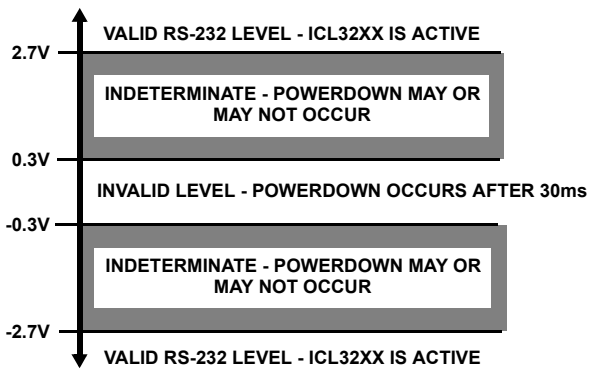 VALID RS-232 LEVEL - ICL32XX IS ACTIVE
2.7V
INDETERMINATE - POWERDOWN MAY OR
MAY NOT OCCUR
0.3V
INVALID LEVEL - POWERDOWN OCCURS AFTER 30ms
-0.3V
INDETERMINATE - POWERDOWN MAY OR
MAY NOT OCCUR
-2.7V
VALID RS-232 LEVEL - ICL32XX IS ACTIVE